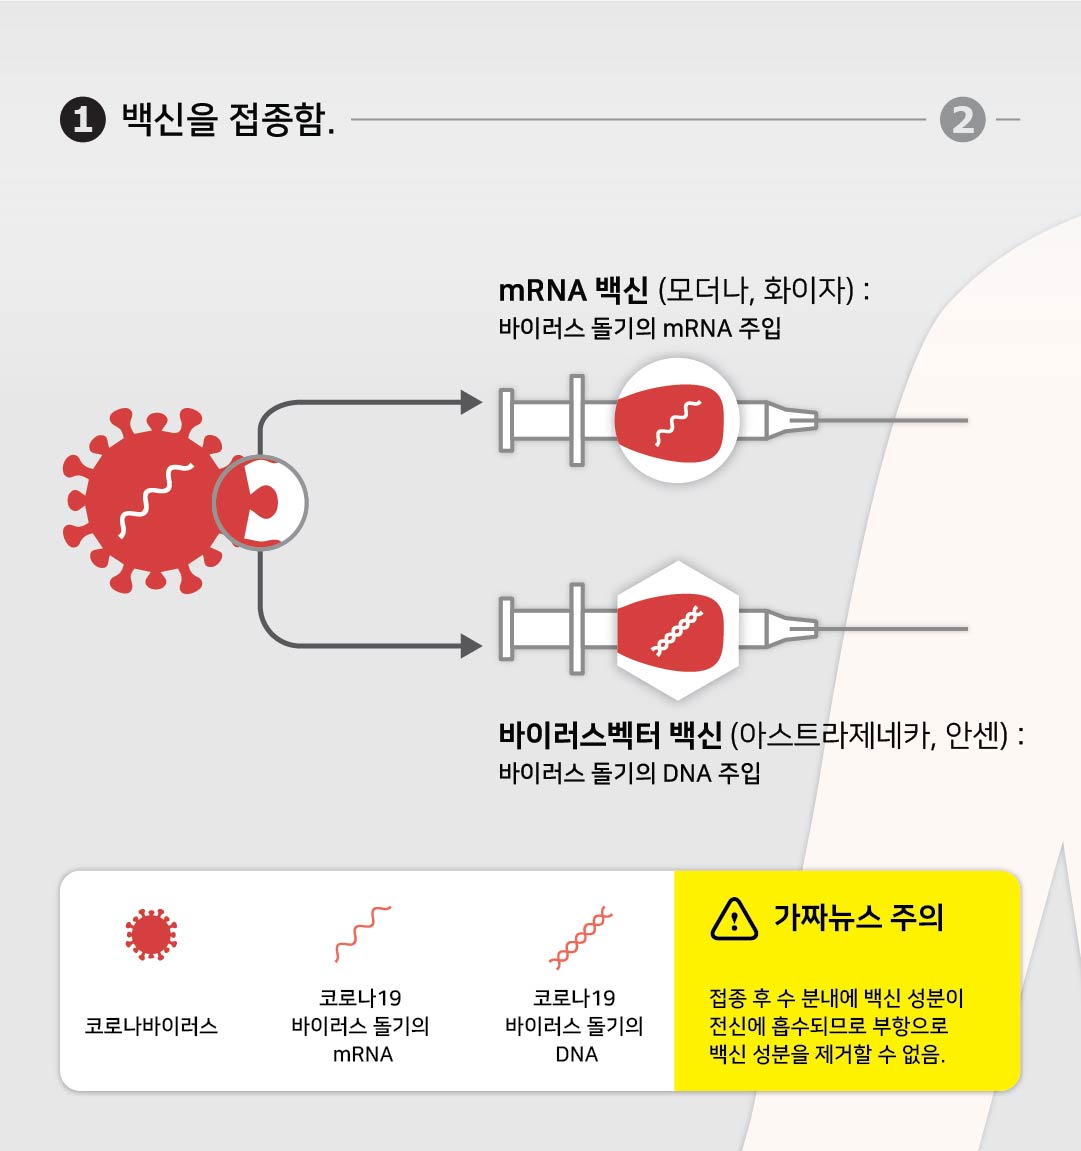 1 백신을 접종함.
2
mRNA 백신 (모더나, 화이자) :
바이러스 돌기의 mRNA 주입
바이러스벡터 백신 (아스트라제네카, 얀센) :
바이러스 돌기의 DNA 주입
코로나바이러스
코로나19
바이러스 돌기의
mRNA
코로나19
바이러스 돌기의
DNA
가짜뉴스 주의
접종 후 수 분내에 백신 성분이
전신에 흡수되므로 부항으로
백신 성분을 제거할 수 없음.